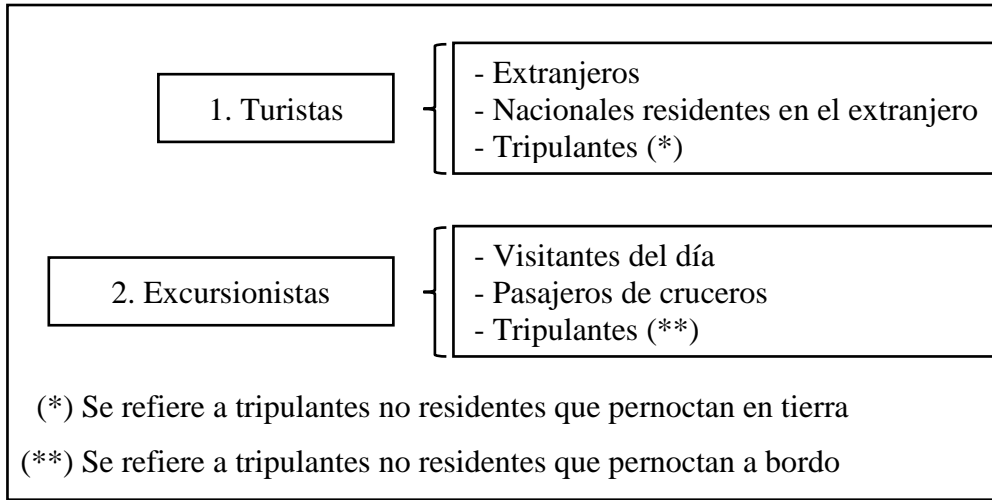 1. Turistas
- Extranjeros
- Nacionales residentes en el extranjero
- Tripulantes (*)
2. Excursionistas
- Visitantes del día
- Pasajeros de cruceros
- Tripulantes (**)
(*) Se refiere a tripulantes no residentes que pernoctan en tierra
(**) Se refiere a tripulantes no residentes que pernoctan a bordo